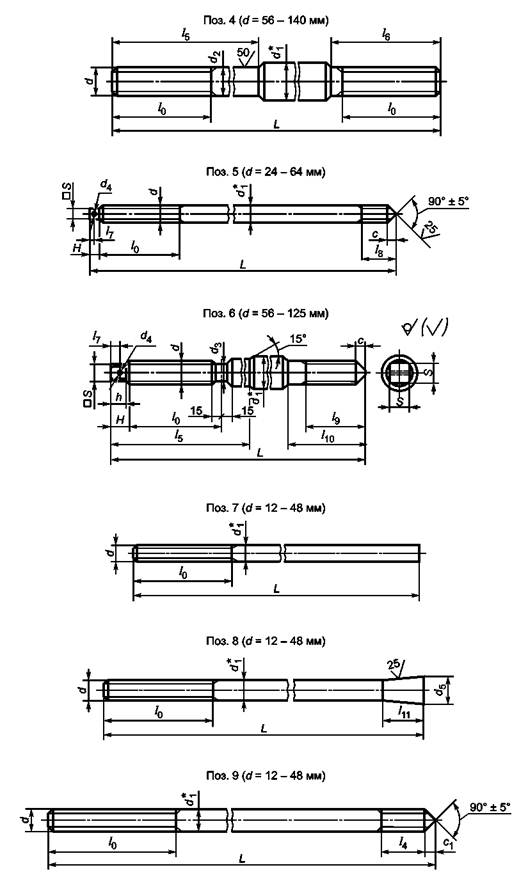 Поз. 4 (d = 56 – 140 мм)
l5 l6
d d2 50 d1*
l0 l0
L
Поз. 5 (d = 24 – 64 мм)
□S d4 d d1* 90° ± 5°
l7 25
H l0 c l8
L
Поз. 6 (d = 56 – 125 мм)
l7 d4 d d3 15° c
□S S
h 15 15 d1* l9 S
H l0 l10
l5
L
Поз. 7 (d = 12 – 48 мм)
d d1*
l0
L
Поз. 8 (d = 12 – 48 мм)
d d1* 25 d5
l0 l11
L
Поз. 9 (d = 12 – 48 мм)
d d1* 90° ± 5°
l0 l4 c1
L